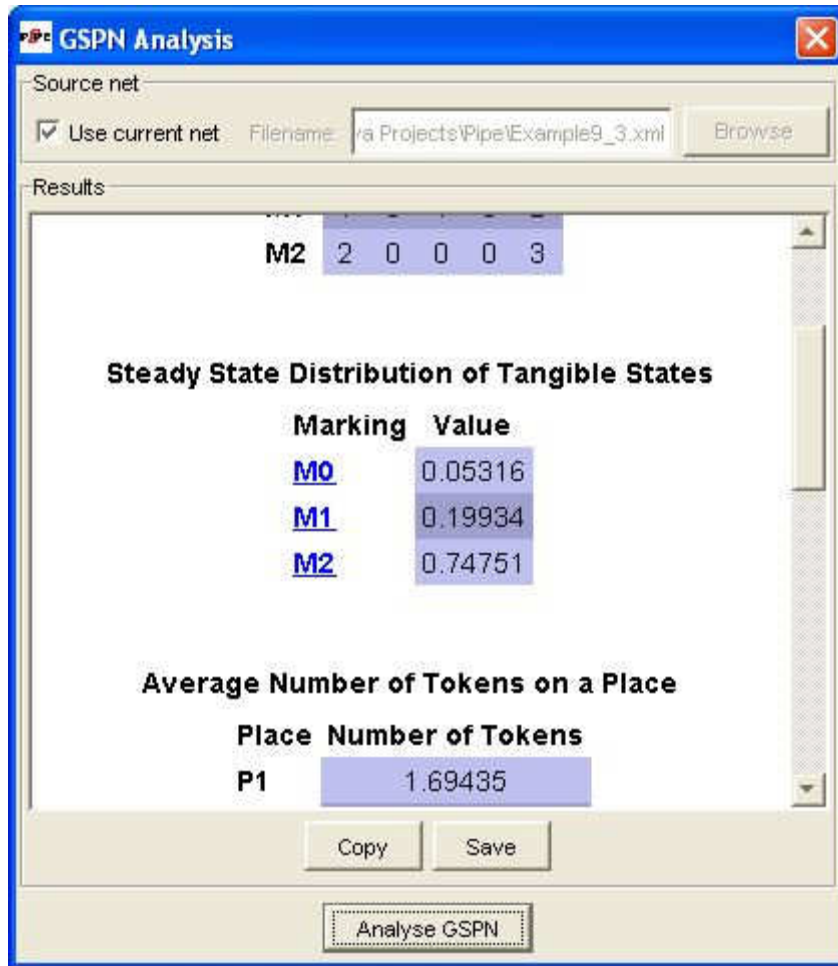 PIPE GSPN Analysis
Source net
Use current net Filename: va Projects\Pipe\Example9_3.xml Browse
Results
M2 2 0 0 0 3
Steady State Distribution of Tangible States
Marking Value
M0 0.05316
M1 0.19934
M2 0.74751
Average Number of Tokens on a Place
Place Number of Tokens
P1 1.69435
Copy Save
Analyse GSPN